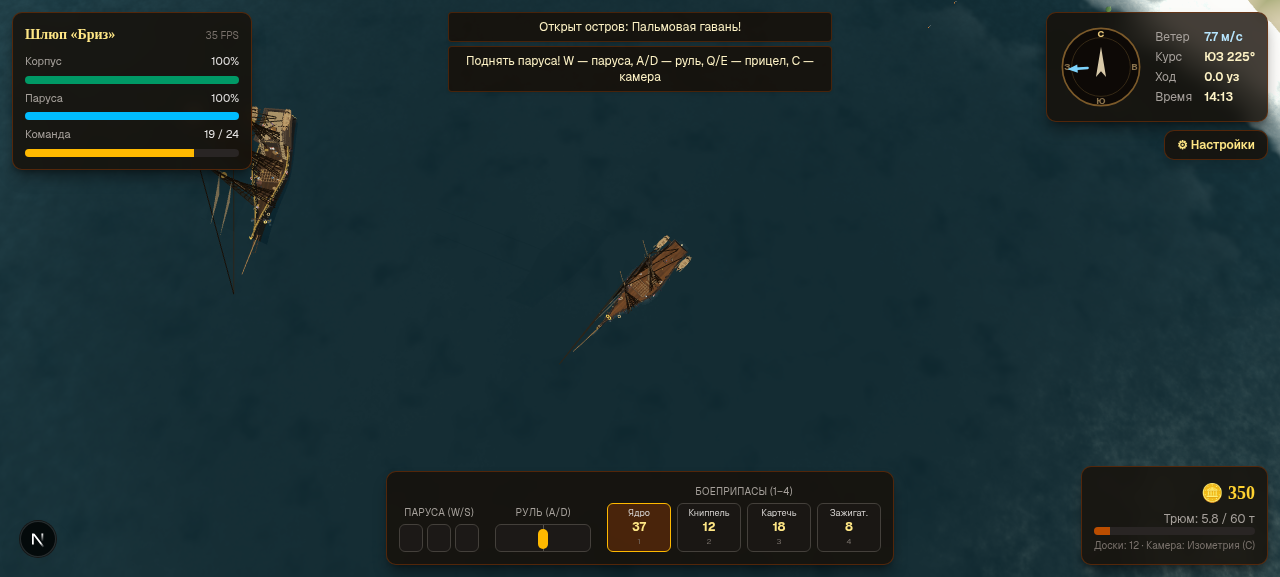 Шлюп «Бриз»
35 FPS
Корпус
100%
Паруса
100%
Команда
19 / 24
Открыт остров: Пальмовая гавань!
Поднять паруса! W — паруса, A/D — руль, Q/E — прицел, C —
камера
С
З
В
Ю
Ветер 7.7 м/с
Курс ЮЗ 225°
Ход 0.0 уз
Время 14:13
⚙ Настройки
БОЕПРИПАСЫ (1–4)
ПАРУСА (W/S)
РУЛЬ (A/D)
Ядро
37
1
Книппель
12
2
Картечь
18
3
Зажигат.
8
4
350
Трюм: 5.8 / 60 т
Доски: 12 · Камера: Изометрия (C)
N